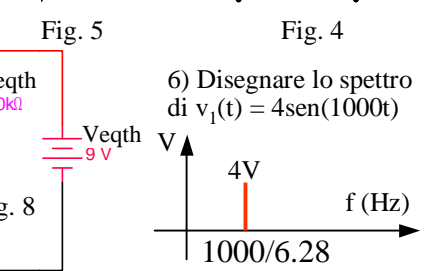 Fig. 5
Fig. 4
eqth
0kΩ
6) Disegnare lo spettro
di v₁(t) = 4sen(1000t)
Veqth
9 V
V
4V
f (Hz)
g. 8
1000/6.28